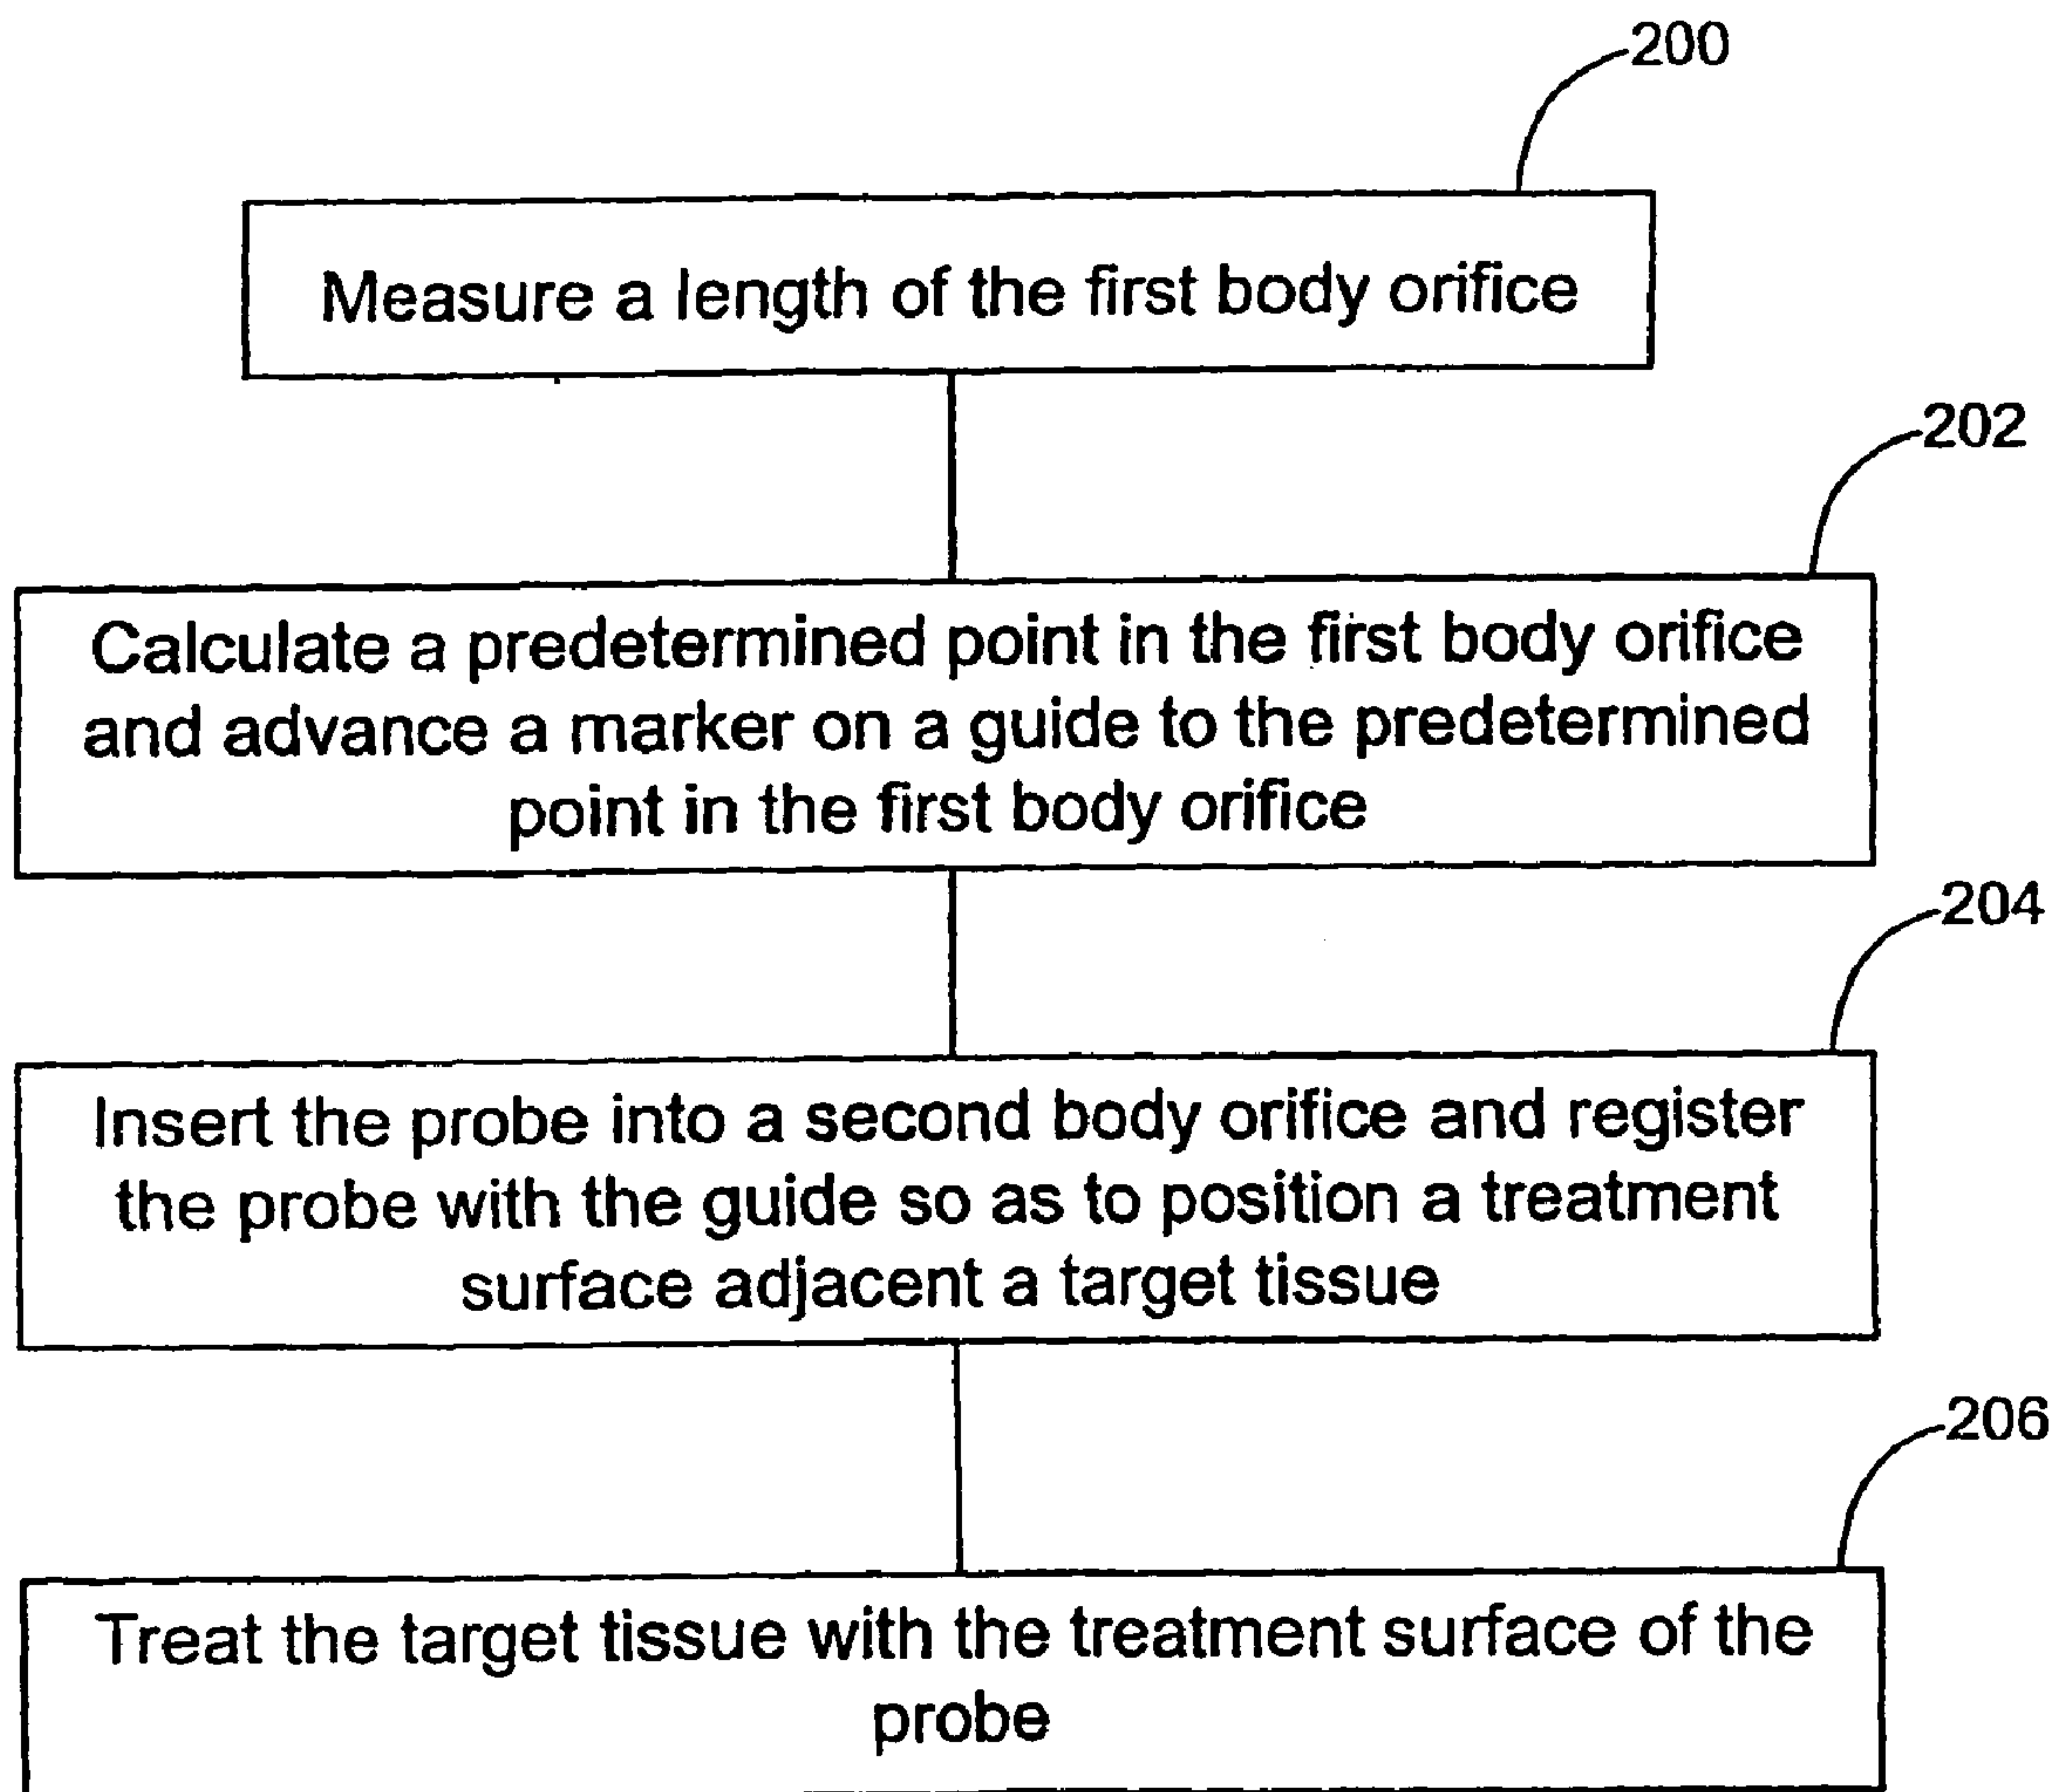 200
Measure a length of the first body orifice
202
Calculate a predetermined point in the first body orifice
and advance a marker on a guide to the predetermined
point in the first body orifice
204
Insert the probe into a second body orifice and register
the probe with the guide so as to position a treatment
surface adjacent a target tissue
206
Treat the target tissue with the treatment surface of the
probe